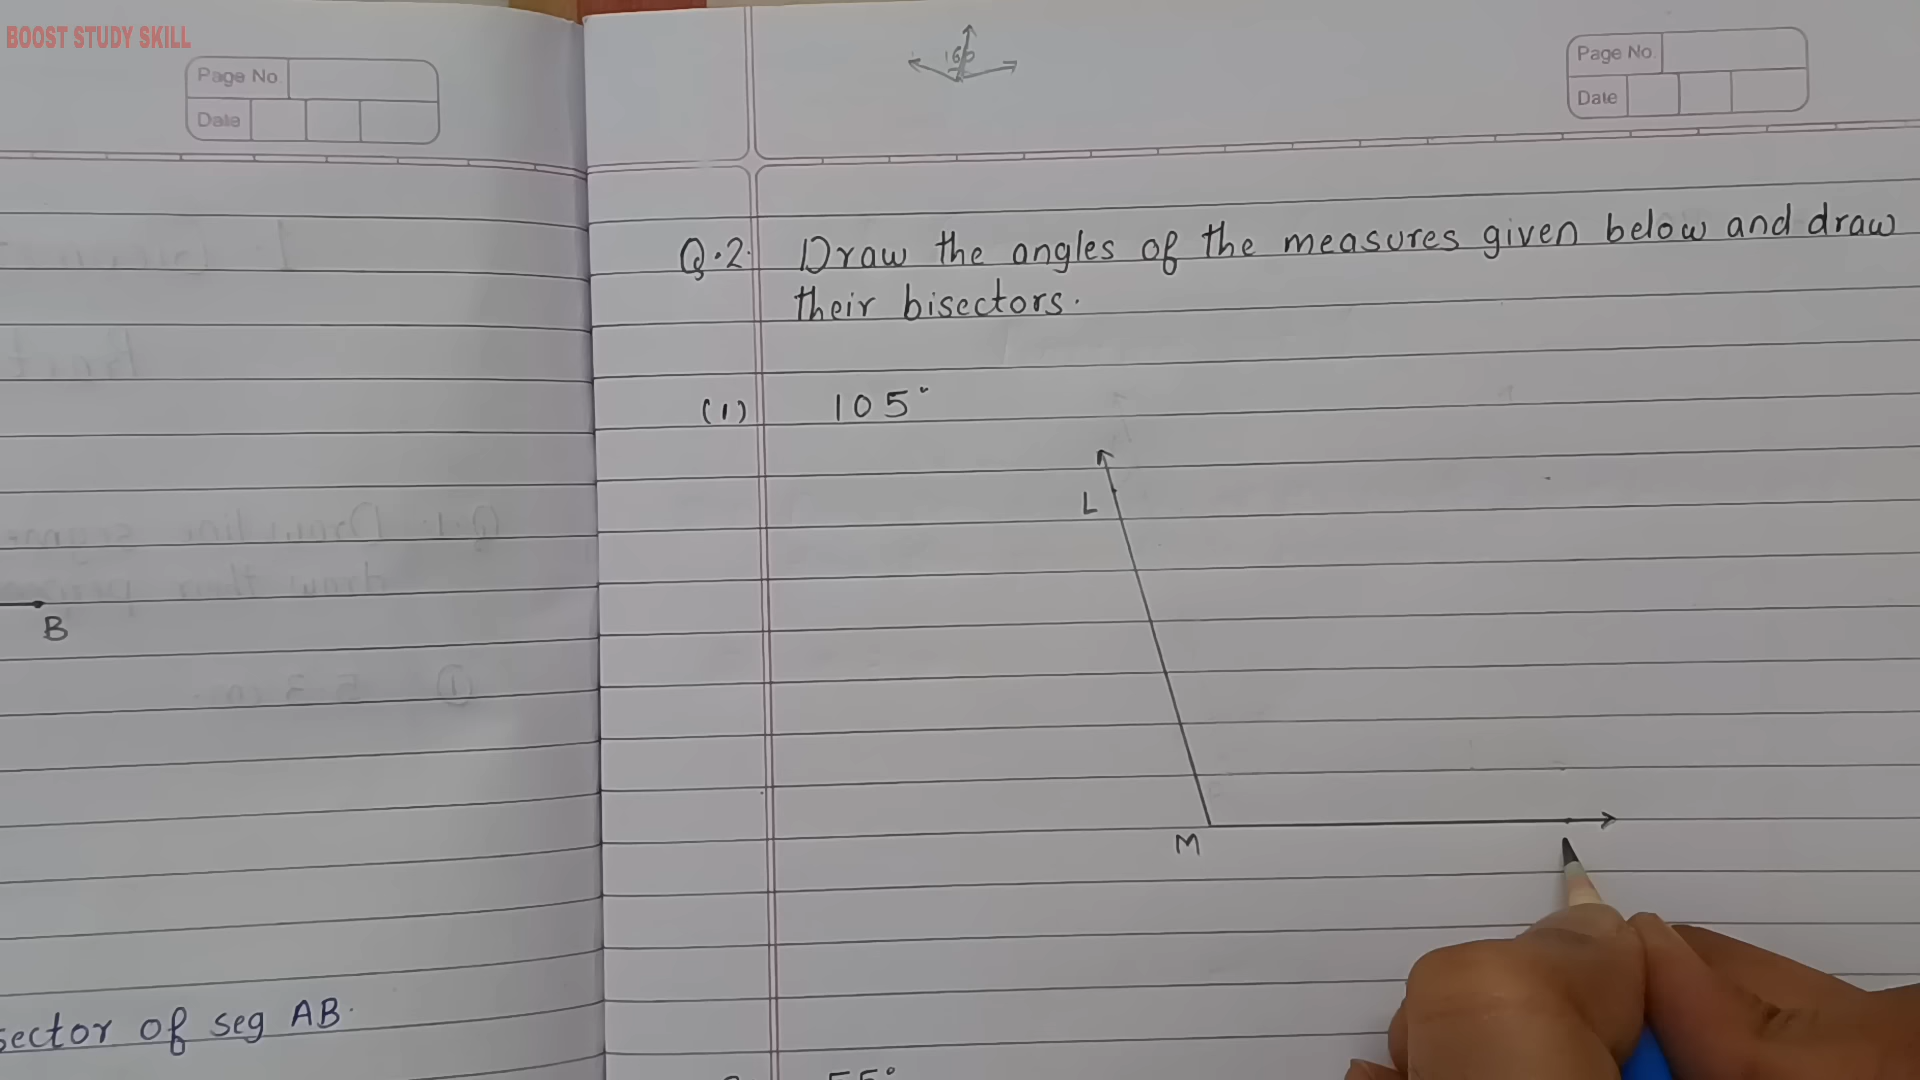 BOOST STUDY SKILL
Page No.
Date
B
sector of seg AB.
Page No.
Date
Q.2. Draw the angles of the measures given below and draw
their bisectors.
(1) 105°
L
M
55°